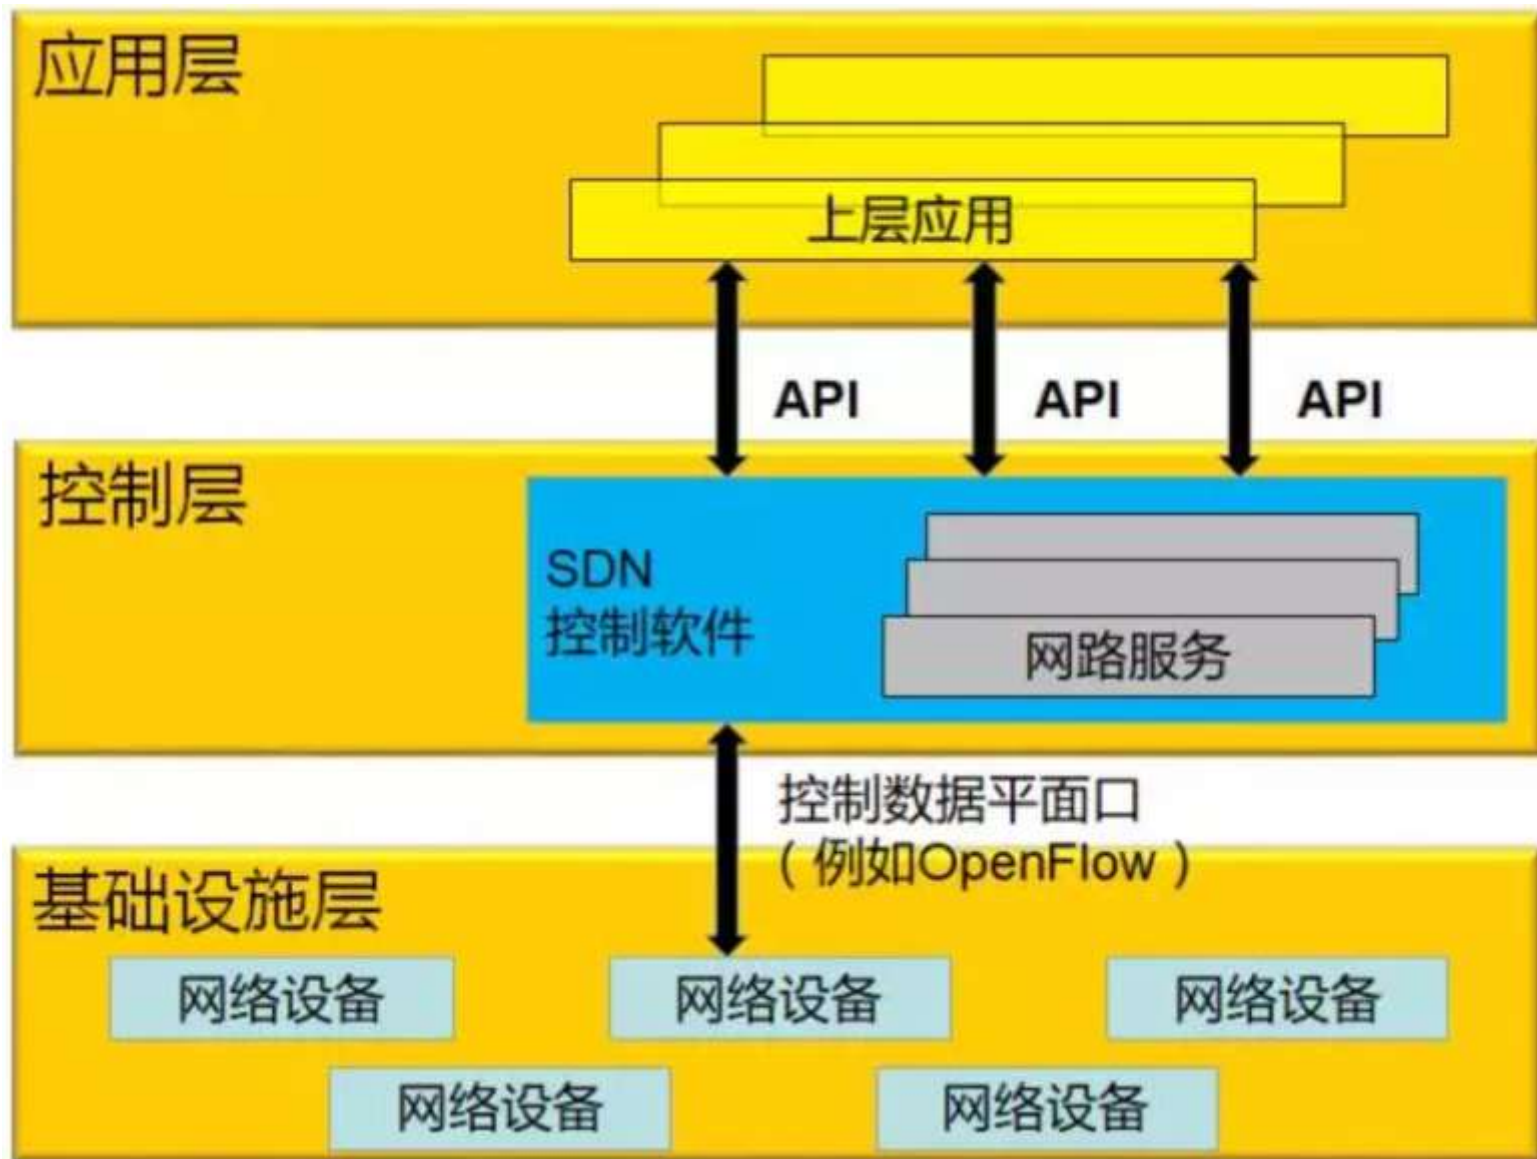 应用层
上层应用
API
API
API
控制层
SDN
控制软件
网路服务
控制数据平面口
（例如OpenFlow）
基础设施层
网络设备
网络设备
网络设备
网络设备
网络设备